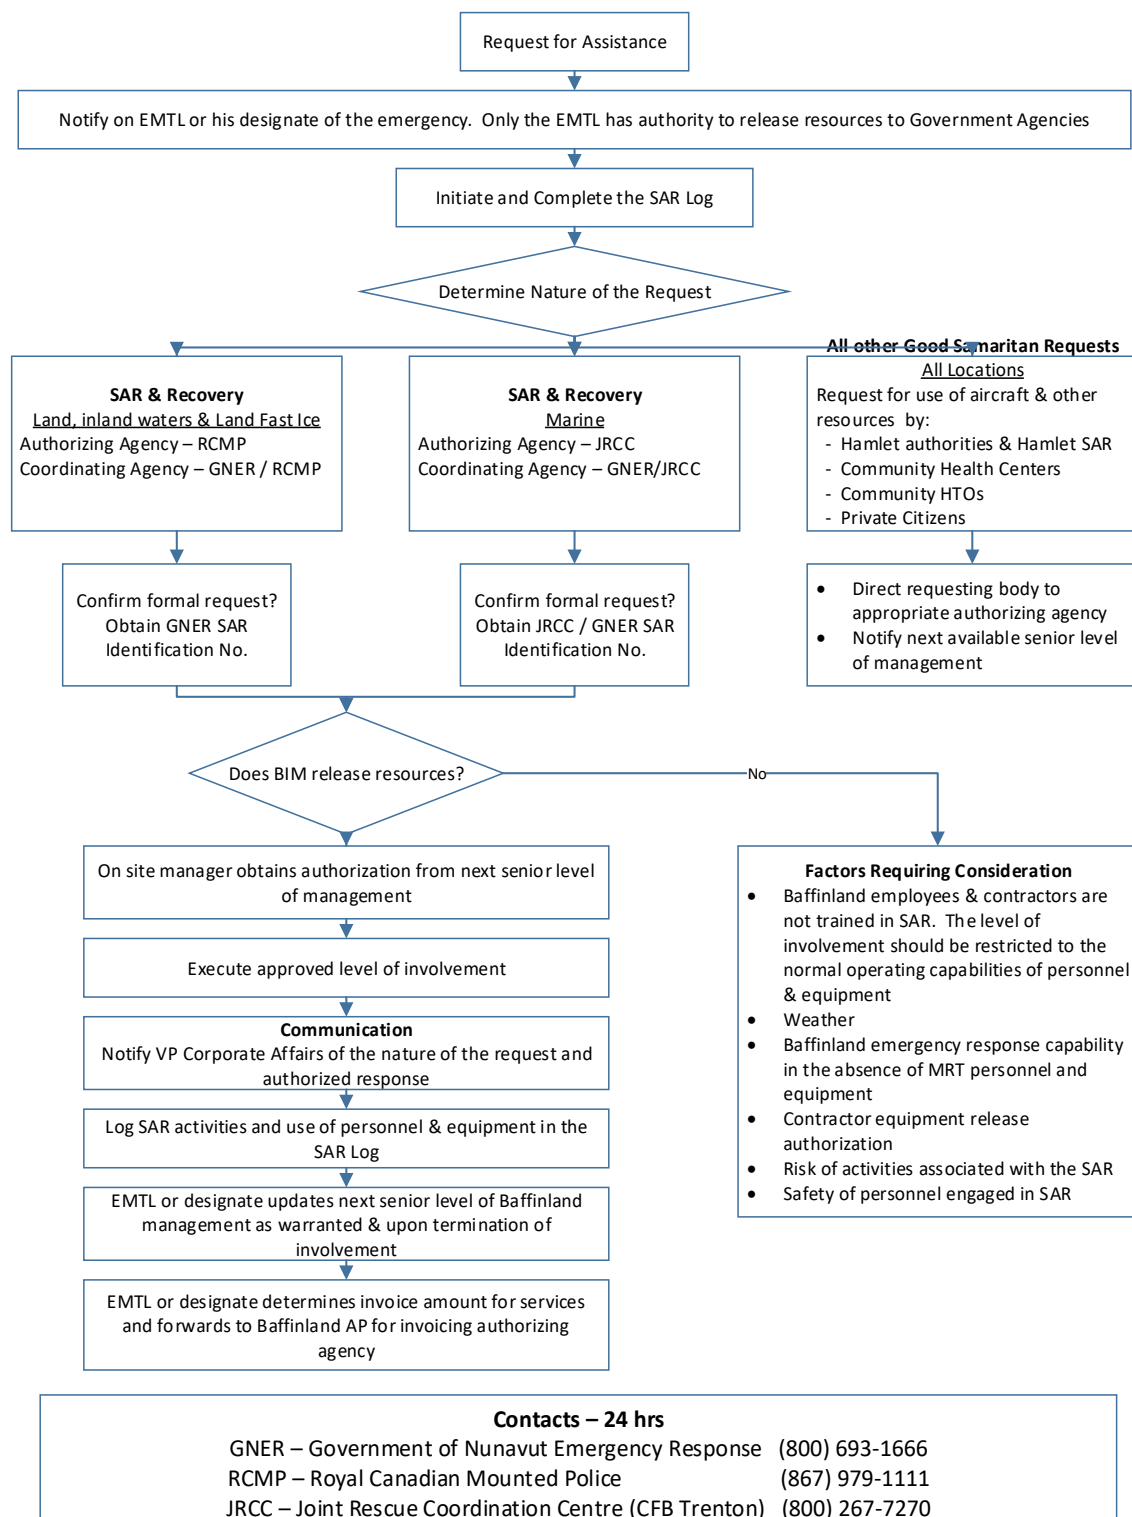 Request for Assistance
Notify on EMTL or his designate of the emergency.  Only the EMTL has authority to release resources to Government Agencies
Initiate and Complete the SAR Log
Determine Nature of the Request
SAR & Recovery
Land, inland waters & Land Fast Ice
Authorizing Agency – RCMP
Coordinating Agency – GNER / RCMP
SAR & Recovery
Marine
Authorizing Agency – JRCC
Coordinating Agency – GNER/JRCC
All other Good Samaritan Requests
All Locations
Request for use of aircraft & other
resources  by:
-  Hamlet authorities & Hamlet SAR
-  Community Health Centers
-  Community HTOs
-  Private Citizens
Confirm formal request?
Obtain GNER SAR
Identification No.
Confirm formal request?
Obtain JRCC / GNER SAR
Identification No.
• Direct requesting body to
appropriate authorizing agency
• Notify next available senior level
of management
Does BIM release resources?
No
On site manager obtains authorization from next senior level
of management
Execute approved level of involvement
Communication
Notify VP Corporate Affairs of the nature of the request and
authorized response
Log SAR activities and use of personnel & equipment in the
SAR Log
EMTL or designate updates next senior level of Baffinland
management as warranted & upon termination of
involvement
EMTL or designate determines invoice amount for services
and forwards to Baffinland AP for invoicing authorizing
agency
Factors Requiring Consideration
• Baffinland employees & contractors are
not trained in SAR.  The level of
involvement should be restricted to the
normal operating capabilities of personnel
& equipment
• Weather
• Baffinland emergency response capability
in the absence of MRT personnel and
equipment
• Contractor equipment release
authorization
• Risk of activities associated with the SAR
• Safety of personnel engaged in SAR
Contacts – 24 hrs
GNER – Government of Nunavut Emergency Response   (800) 693-1666
RCMP – Royal Canadian Mounted Police   (867) 979-1111
JRCC – Joint Rescue Coordination Centre (CFB Trenton)   (800) 267-7270